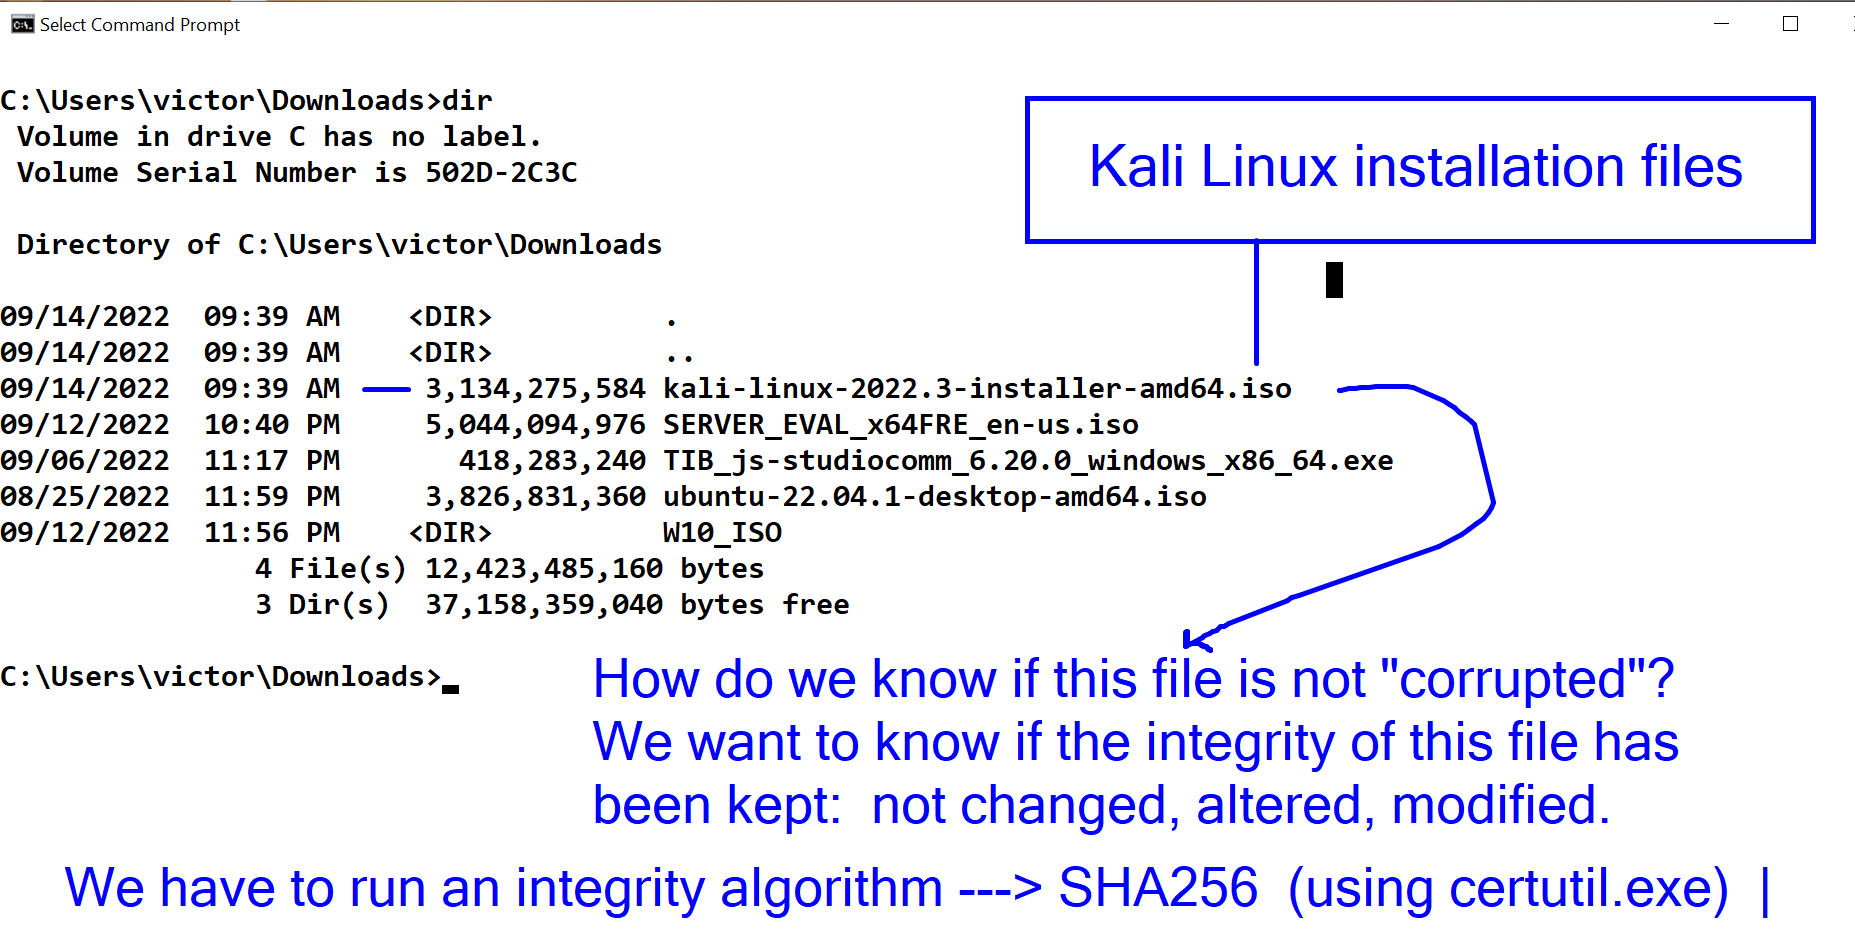 Select Command Prompt
C:\Users\victor\Downloads>dir
Volume in drive C has no label.
Volume Serial Number is 502D-2C3C
Kali Linux installation files
Directory of C:\Users\victor\Downloads
09/14/2022  09:39 AM    <DIR>          .
09/14/2022  09:39 AM    <DIR>          ..
09/14/2022  09:39 AM     3,134,275,584 kali-linux-2022.3-installer-amd64.iso
09/12/2022  10:40 PM     5,044,094,976 SERVER_EVAL_x64FRE_en-us.iso
09/06/2022  11:17 PM       418,283,240 TIB_js-studiocomm_6.20.0_windows_x86_64.exe
08/25/2022  11:59 PM     3,826,831,360 ubuntu-22.04.1-desktop-amd64.iso
09/12/2022  11:56 PM    <DIR>          W10_ISO
4 File(s) 12,423,485,160 bytes
3 Dir(s)  37,158,359,040 bytes free
C:\Users\victor\Downloads>
How do we know if this file is not "corrupted"?
We want to know if the integrity of this file has
been kept:  not changed, altered, modified.
We have to run an integrity algorithm ---> SHA256  (using certutil.exe)